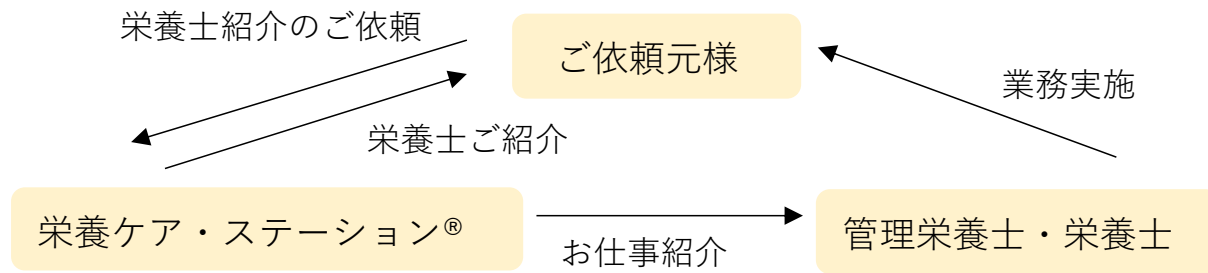 栄養士紹介のご依頼
ご依頼元様
業務実施
栄養士ご紹介
栄養ケア・ステーション®
お仕事紹介
管理栄養士・栄養士